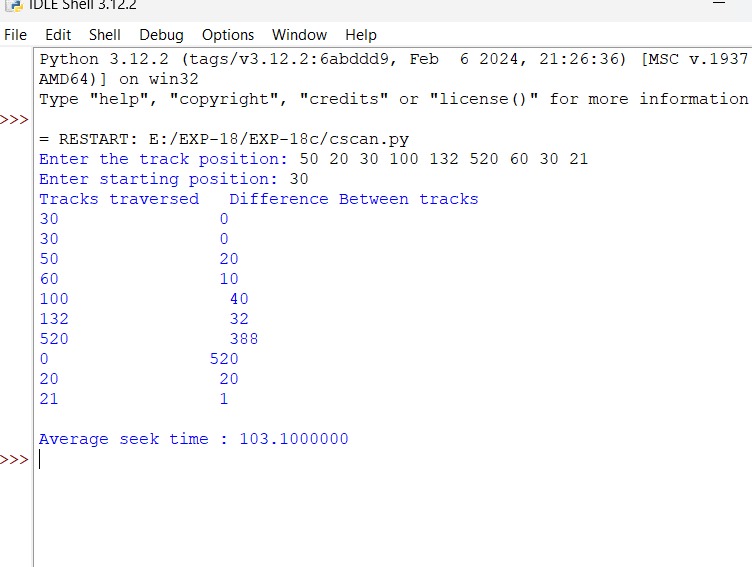 IDLE Shell 3.12.2
File Edit Shell Debug Options Window Help
Python 3.12.2 (tags/v3.12.2:6abddd9, Feb  6 2024, 21:26:36) [MSC v.1937
AMD64)] on win32
Type "help", "copyright", "credits" or "license()" for more information
>>>
= RESTART: E:/EXP-18/EXP-18c/cscan.py
Enter the track position: 50 20 30 100 132 520 60 30 21
Enter starting position: 30
Tracks traversed   Difference Between tracks
30                0
30                0
50                20
60                10
100                40
132                32
520                388
0                520
20                20
21                1
Average seek time : 103.1000000
>>>